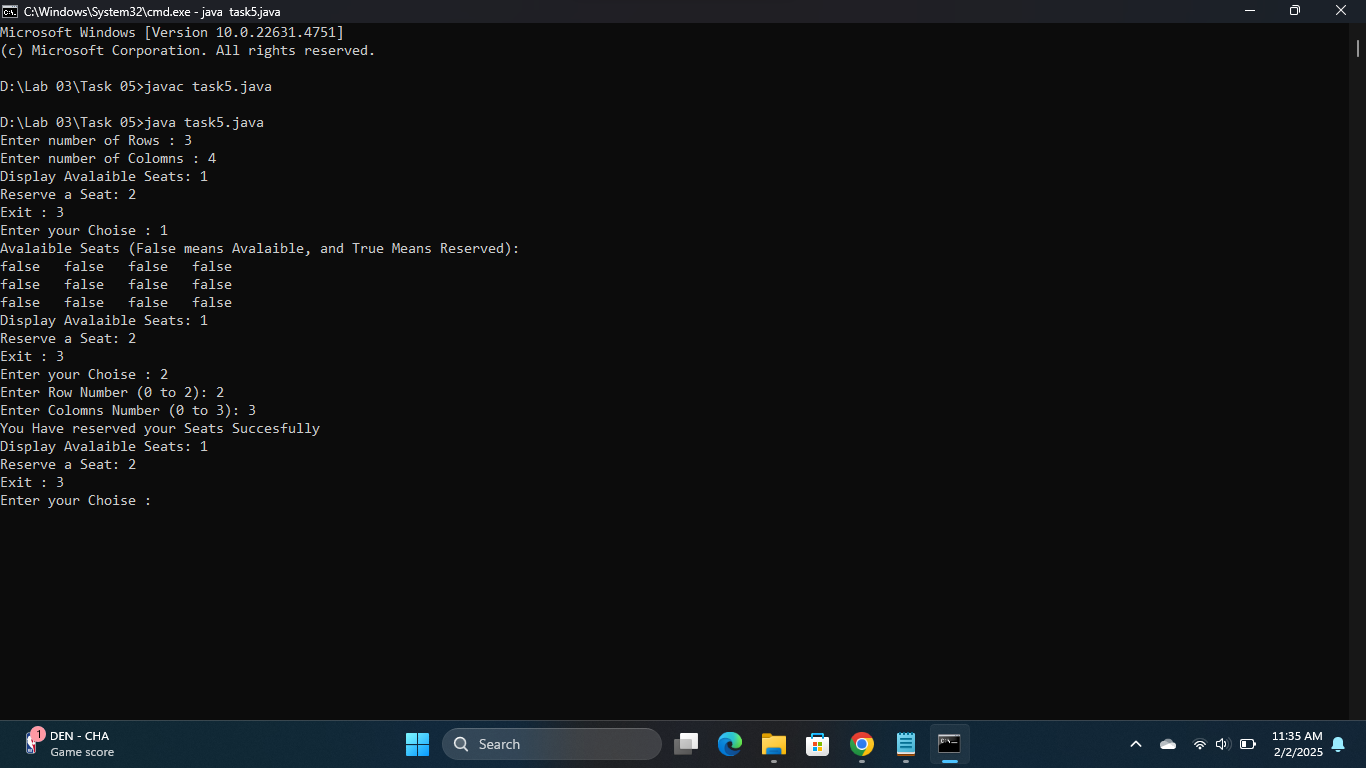 C:\Windows\System32\cmd.exe - java  task5.java
Microsoft Windows [Version 10.0.22631.4751]
(c) Microsoft Corporation. All rights reserved.
D:\Lab 03\Task 05>javac task5.java
D:\Lab 03\Task 05>java task5.java
Enter number of Rows : 3
Enter number of Colomns : 4
Display Avalaible Seats: 1
Reserve a Seat: 2
Exit : 3
Enter your Choise : 1
Avalaible Seats (False means Avalaible, and True Means Reserved):
false   false   false   false
false   false   false   false
false   false   false   false
Display Avalaible Seats: 1
Reserve a Seat: 2
Exit : 3
Enter your Choise : 2
Enter Row Number (0 to 2): 2
Enter Colomns Number (0 to 3): 3
You Have reserved your Seats Succesfully
Display Avalaible Seats: 1
Reserve a Seat: 2
Exit : 3
Enter your Choise :
1
DEN - CHA
Game score
Search
11:35 AM
2/2/2025